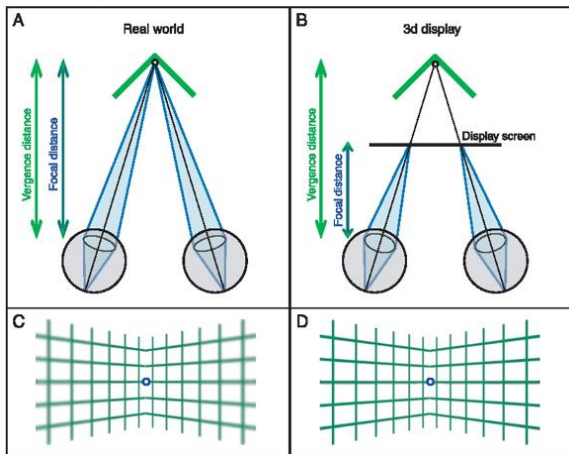 A
Real world
Vergence distance
Focal distance
B
3d display
Display screen
Vergence distance
Focal distance
C
D